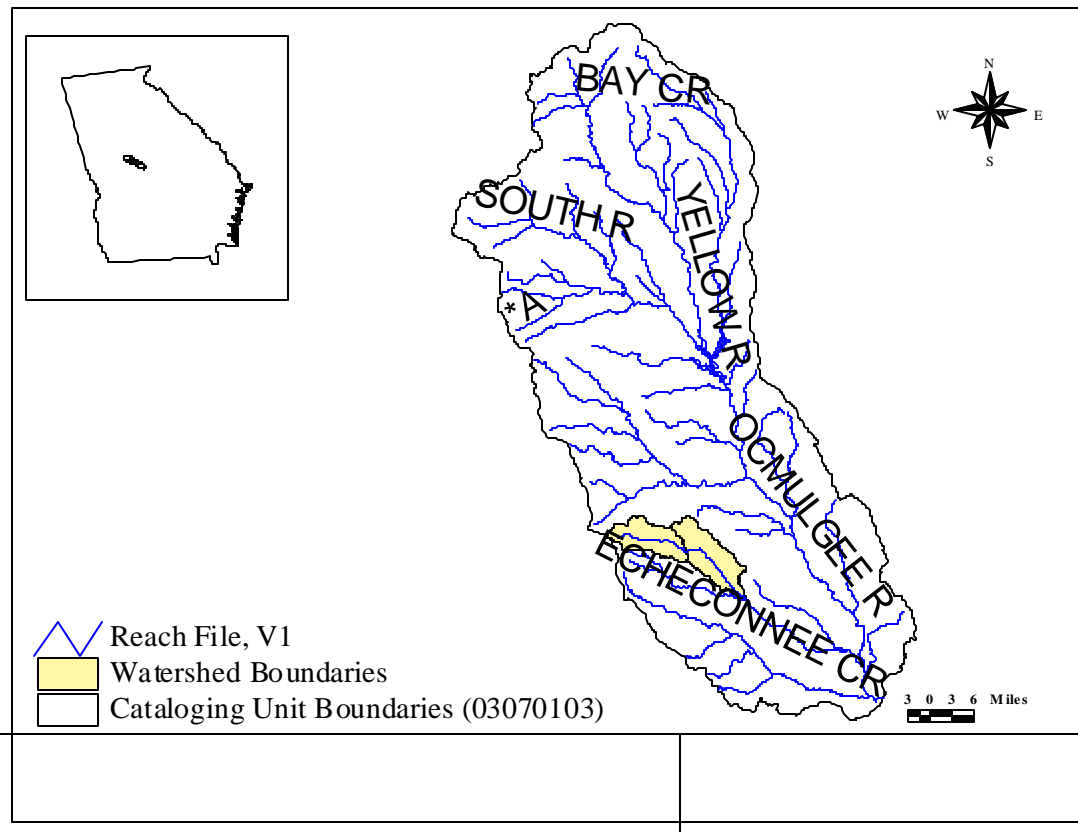 N
W
E
S
BAY CR
SOUTH R
YELLOW R
*A
OCMULGEE R
ECHECONNEE CR
Reach File, V1
Watershed Boundaries
Cataloging Unit Boundaries (03070103)
3 0 3 6 Miles